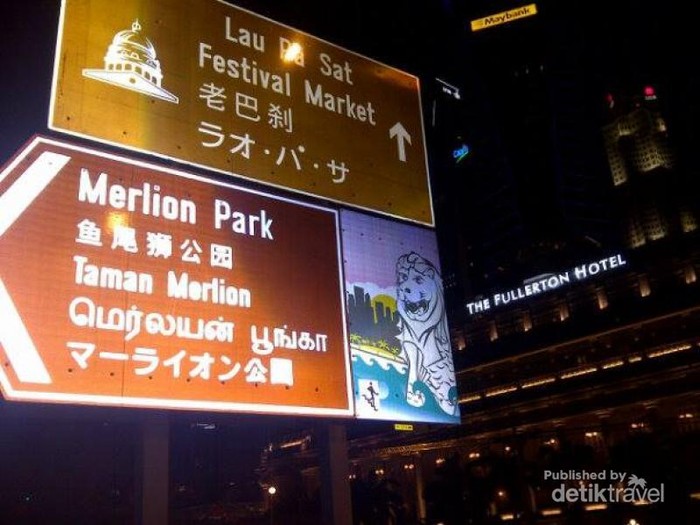 Maybank
Lau Pa Sat
Festival Market
老巴刹
ラオ・パ・サ
Merlion Park
鱼尾狮公园
Taman Merlion
மெர்லயன் பூங்கா
マーライオン公園
THE FULLERTON HOTEL
Published by
detiktravel